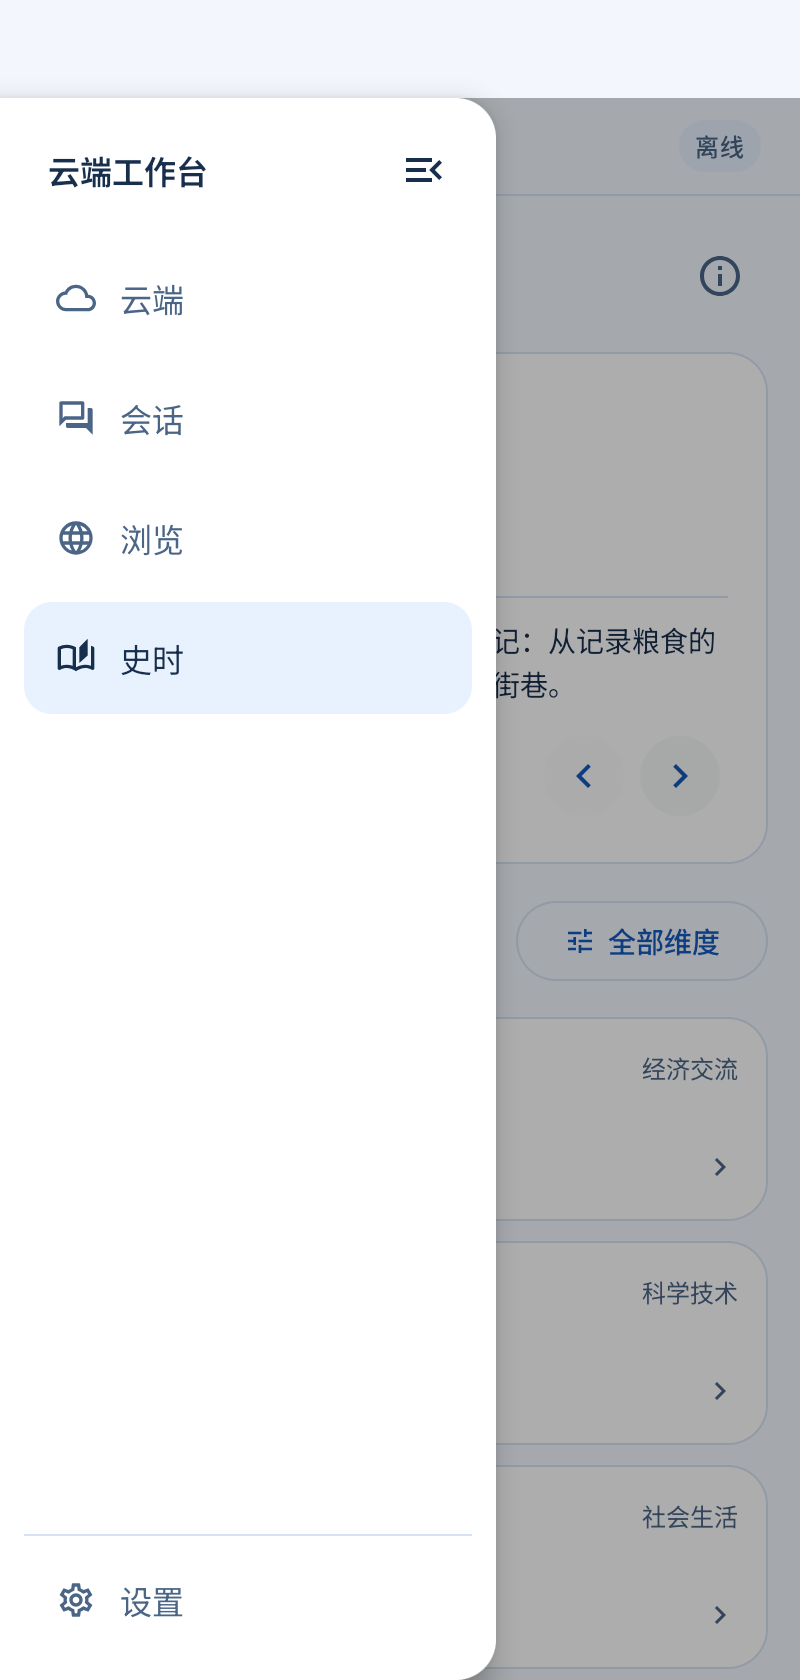 云端工作台
离线
云端
会话
浏览
史时
设置
记：从记录粮食的
街巷。
全部维度
经济交流
科学技术
社会生活